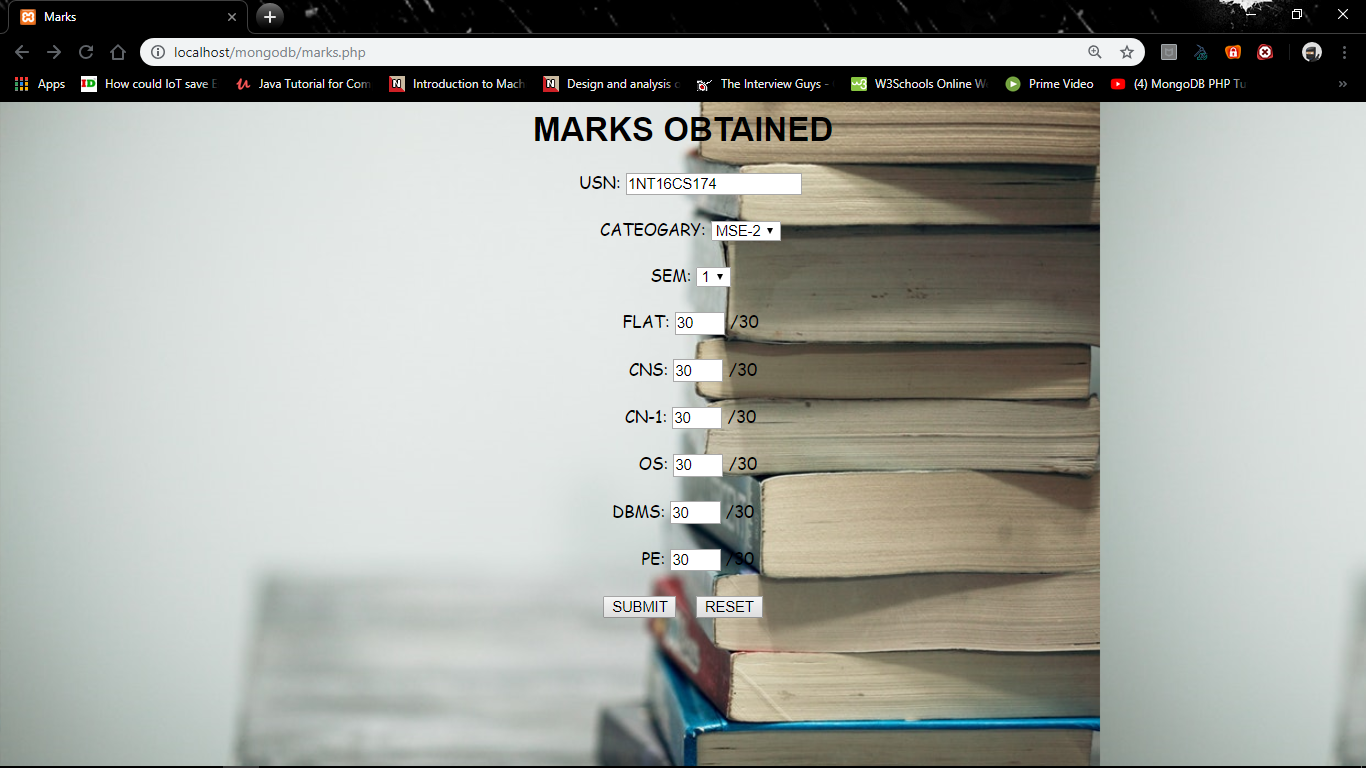 Marks
localhost/mongodb/marks.php
Apps How could IoT save E Java Tutorial for Com Introduction to Mach Design and analysis c The Interview Guys - W3Schools Online W Prime Video (4) MongoDB PHP Tu »
MARKS OBTAINED
USN: 1NT16CS174
CATEOGARY: MSE-2
SEM: 1
FLAT: 30 /30
CNS: 30 /30
CN-1: 30 /30
OS: 30 /30
DBMS: 30 /30
PE: 30 /30
SUBMIT RESET